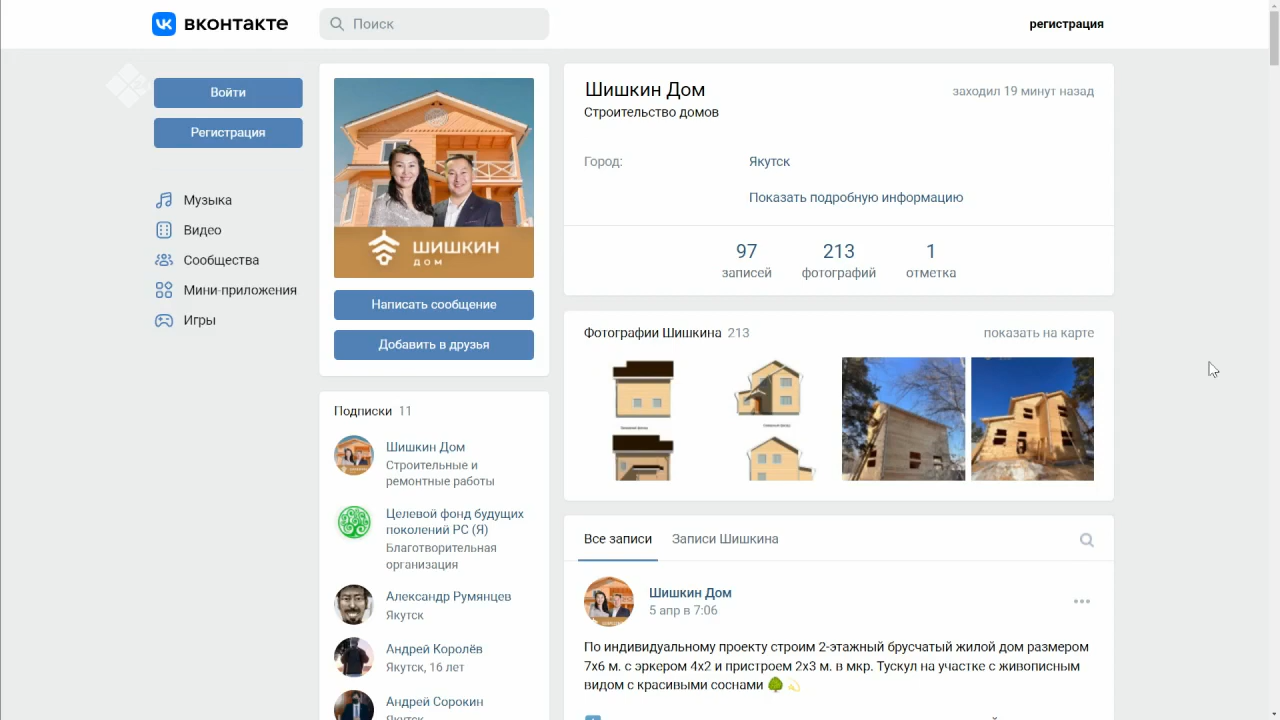 вконтакте
Поиск
регистрация
Войти
Регистрация
Музыка
Видео
Сообщества
Мини-приложения
Игры
ШИШКИН
ДОМ
Написать сообщение
Добавить в друзья
Подписки 11
Шишкин Дом
Строительные и
ремонтные работы
Целевой фонд будущих
поколений РС (Я)
Благотворительная
организация
Александр Румянцев
Якутск
Андрей Королёв
Якутск, 16 лет
Андрей Сорокин
Якутск
Шишкин Дом
заходил 19 минут назад
Строительство домов
Город: Якутск
Показать подробную информацию
97 213 1
записей фотографий отметка
Фотографии Шишкина 213
показать на карте
Все записи Записи Шишкина
Шишкин Дом
5 апр в 7:06
По индивидуальному проекту строим 2-этажный брусчатый жилой дом размером
7х6 м. с эркером 4х2 и пристроем 2х3 м. в мкр. Тускул на участке с живописным
видом с красивыми соснами 🌳💫